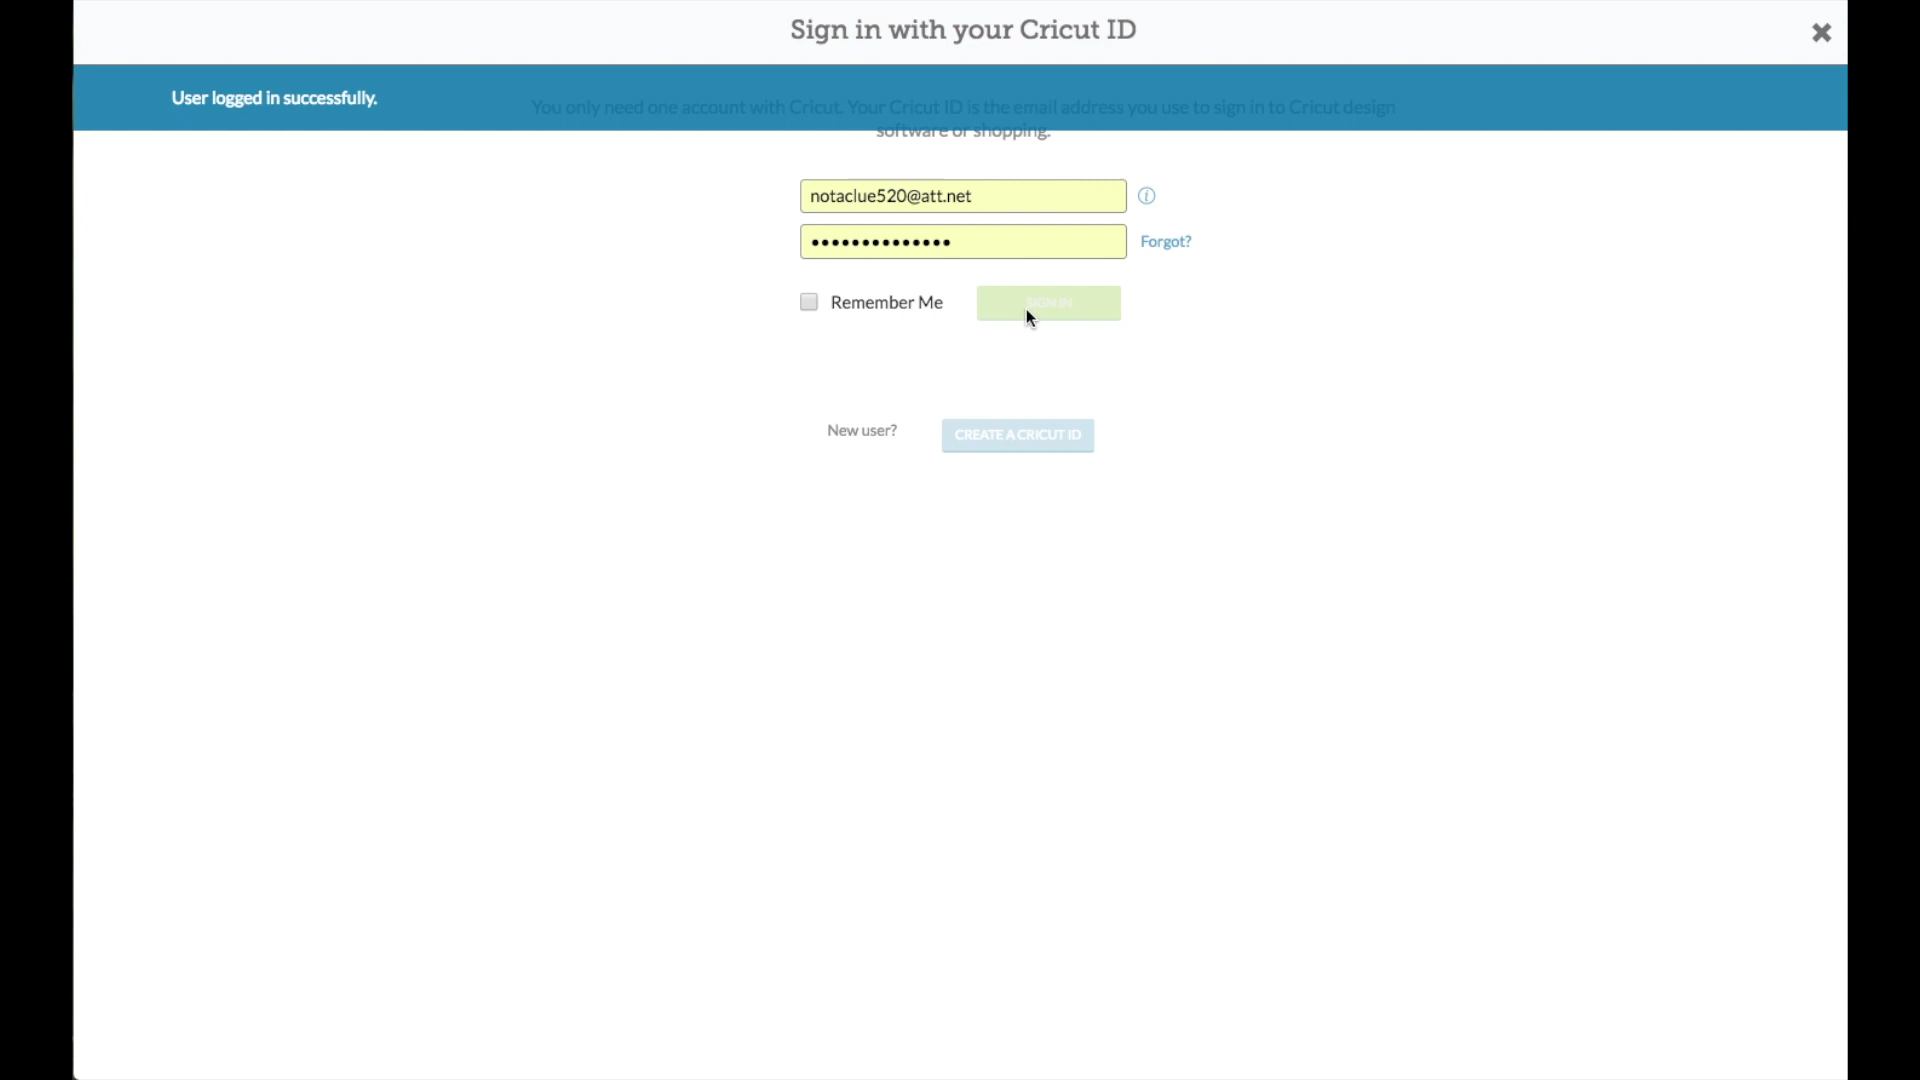 Sign in with your Cricut ID
User logged in successfully.
You only need one account with Cricut. Your Cricut ID is the email address you use to sign in to Cricut design
software or shopping.
notaclue520@att.net
••••••••••••••
Forgot?
Remember Me
SIGN IN
New user?
CREATE A CRICUT ID